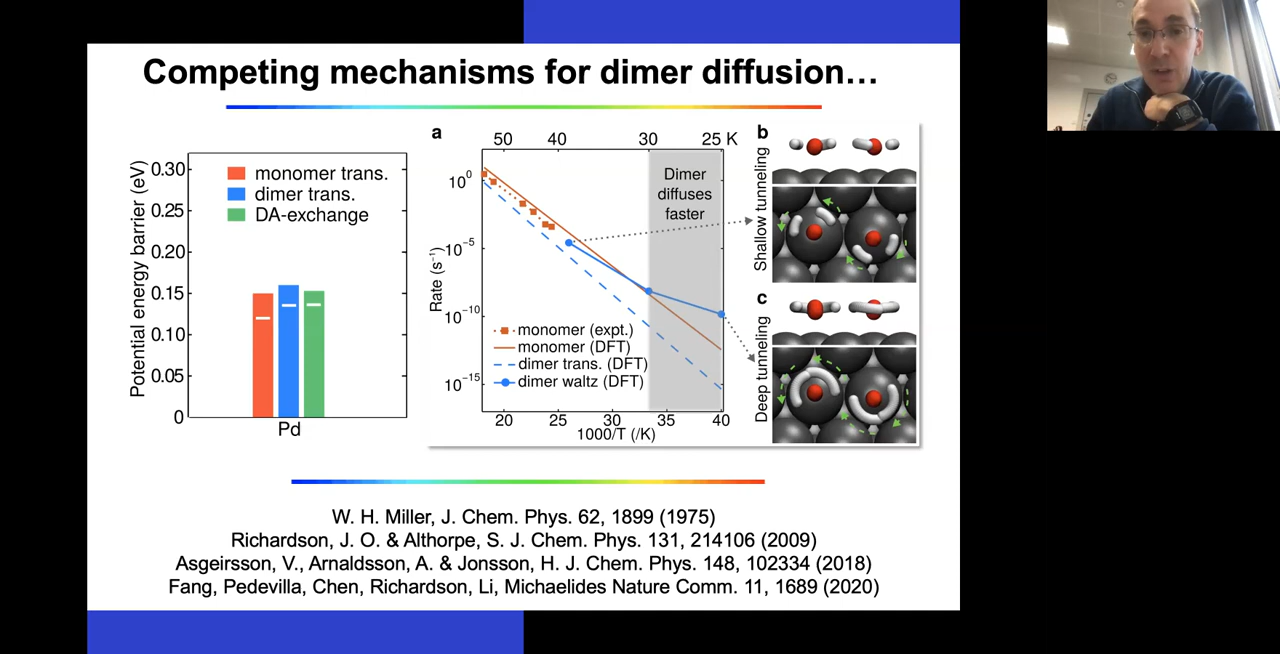 Competing mechanisms for dimer diffusion…
Potential energy barrier (eV)
0.30
0.25
0.20
0.15
0.10
0.05
0
monomer trans.
dimer trans.
DA-exchange
Pd
a
50 40 30 25 K
Rate (s⁻¹)
10⁰
10⁻⁵
10⁻¹⁰
10⁻¹⁵
Dimer
diffuses
faster
monomer (expt.)
monomer (DFT)
dimer trans. (DFT)
dimer waltz (DFT)
20 25 30 35 40
1000/T (/K)
b
Shallow tunneling
c
Deep tunneling
W. H. Miller, J. Chem. Phys. 62, 1899 (1975)
Richardson, J. O. & Althorpe, S. J. Chem. Phys. 131, 214106 (2009)
Asgeirsson, V., Arnaldsson, A. & Jonsson, H. J. Chem. Phys. 148, 102334 (2018)
Fang, Pedevilla, Chen, Richardson, Li, Michaelides Nature Comm. 11, 1689 (2020)